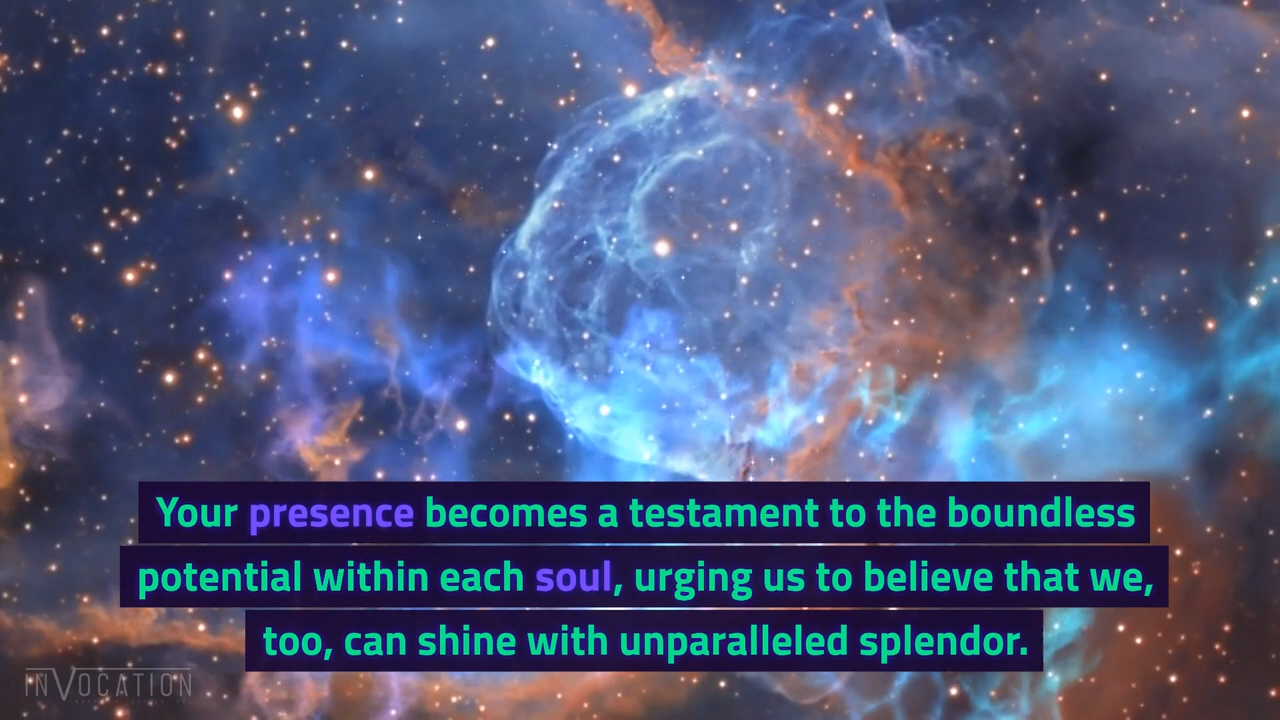 Your presence becomes a testament to the boundless
potential within each soul, urging us to believe that we,
too, can shine with unparalleled splendor.
INVOCATION